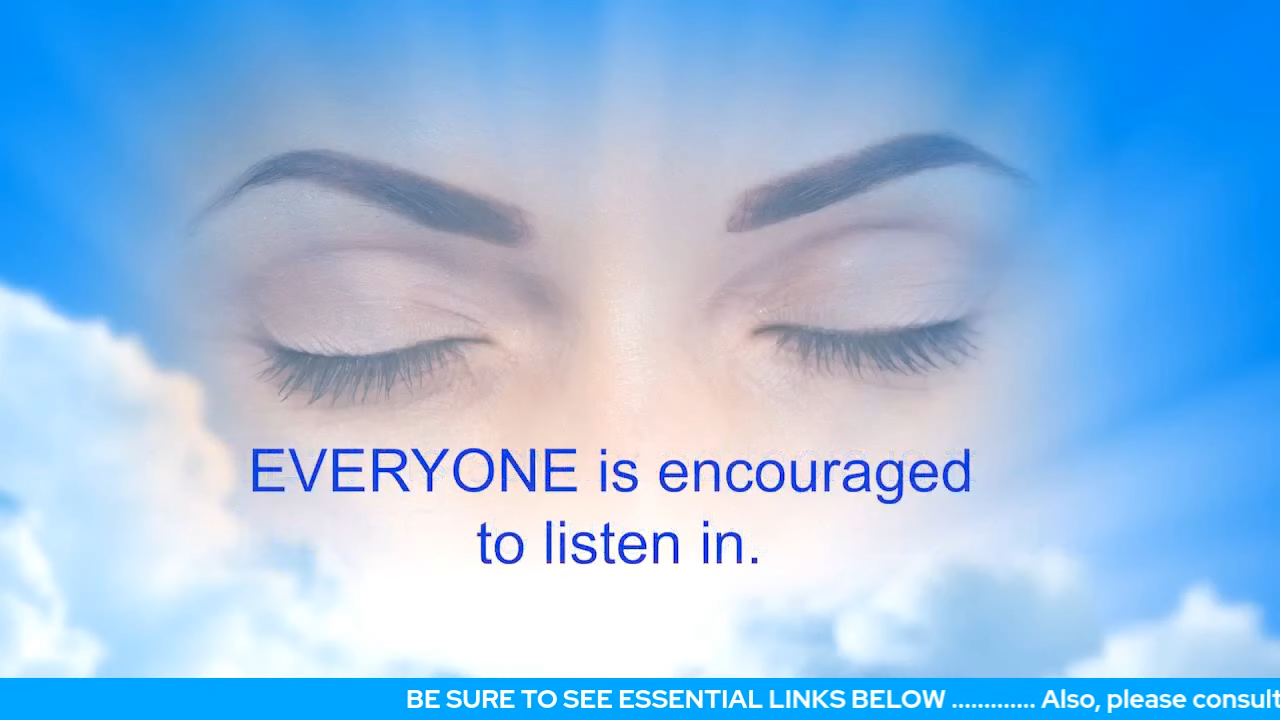 EVERYONE is encouraged
to listen in.
BE SURE TO SEE ESSENTIAL LINKS BELOW ............. Also, please consult